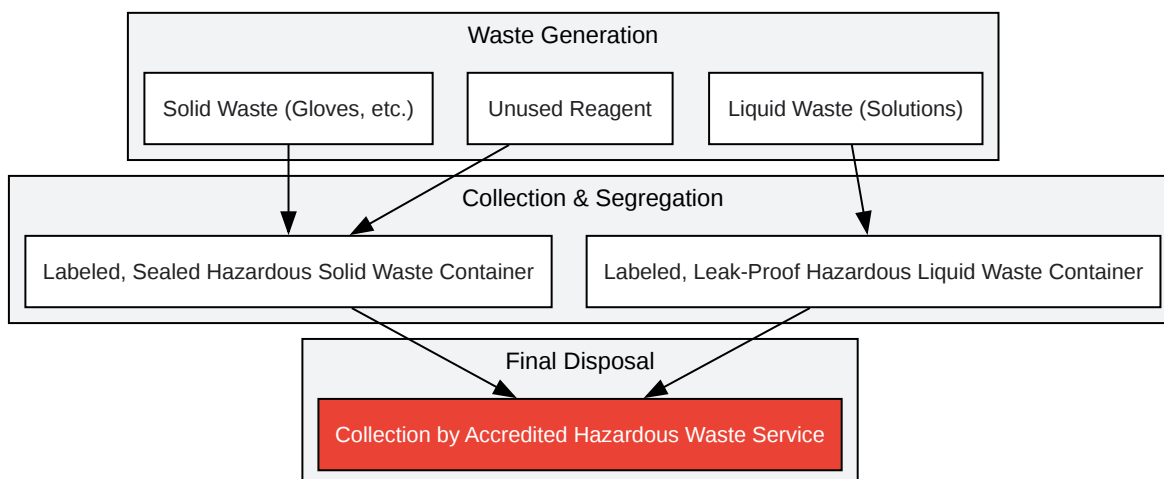 Waste Generation
Solid Waste (Gloves, etc.)
Unused Reagent
Liquid Waste (Solutions)
Collection & Segregation
Labeled, Sealed Hazardous Solid Waste Container
Labeled, Leak-Proof Hazardous Liquid Waste Container
Final Disposal
Collection by Accredited Hazardous Waste Service